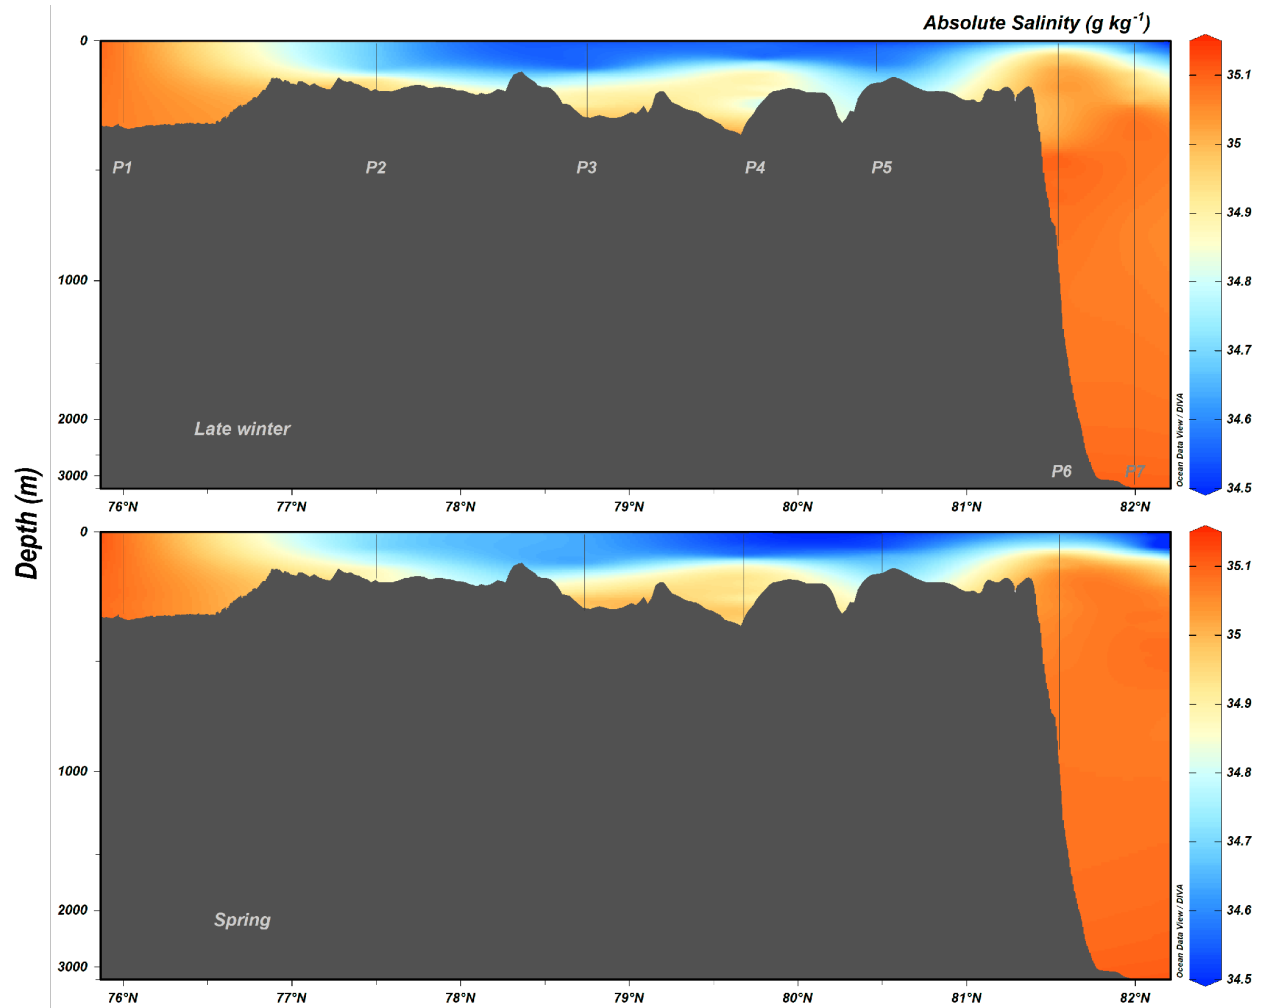 Absolute Salinity (g kg⁻¹)
0
1000
2000
3000
P1
P2
P3
P4
P5
P6
P7
Late winter
76°N
77°N
78°N
79°N
80°N
81°N
82°N
Ocean Data View / DIVA
35.1
35
34.9
34.8
34.7
34.6
34.5
Depth (m)
0
1000
2000
3000
Spring
76°N
77°N
78°N
79°N
80°N
81°N
82°N
Ocean Data View / DIVA
35.1
35
34.9
34.8
34.7
34.6
34.5